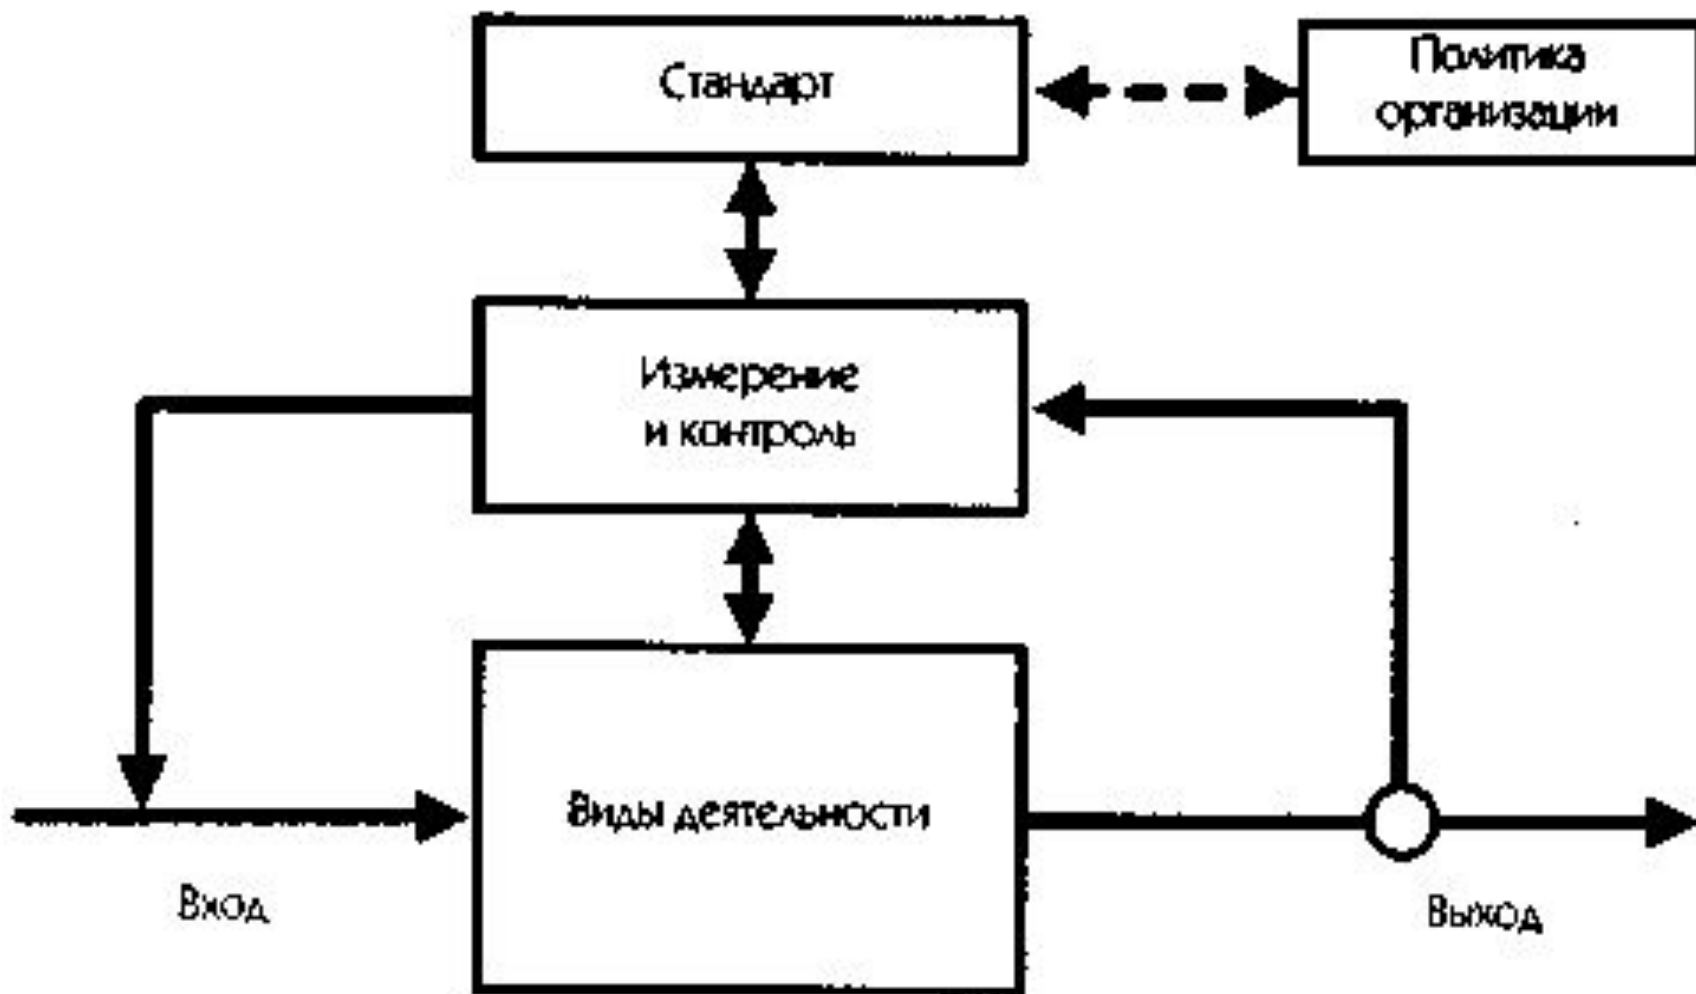 Стандарт
Политика
организации
Измерение
и контроль
Виды деятельности
Вход
Выход